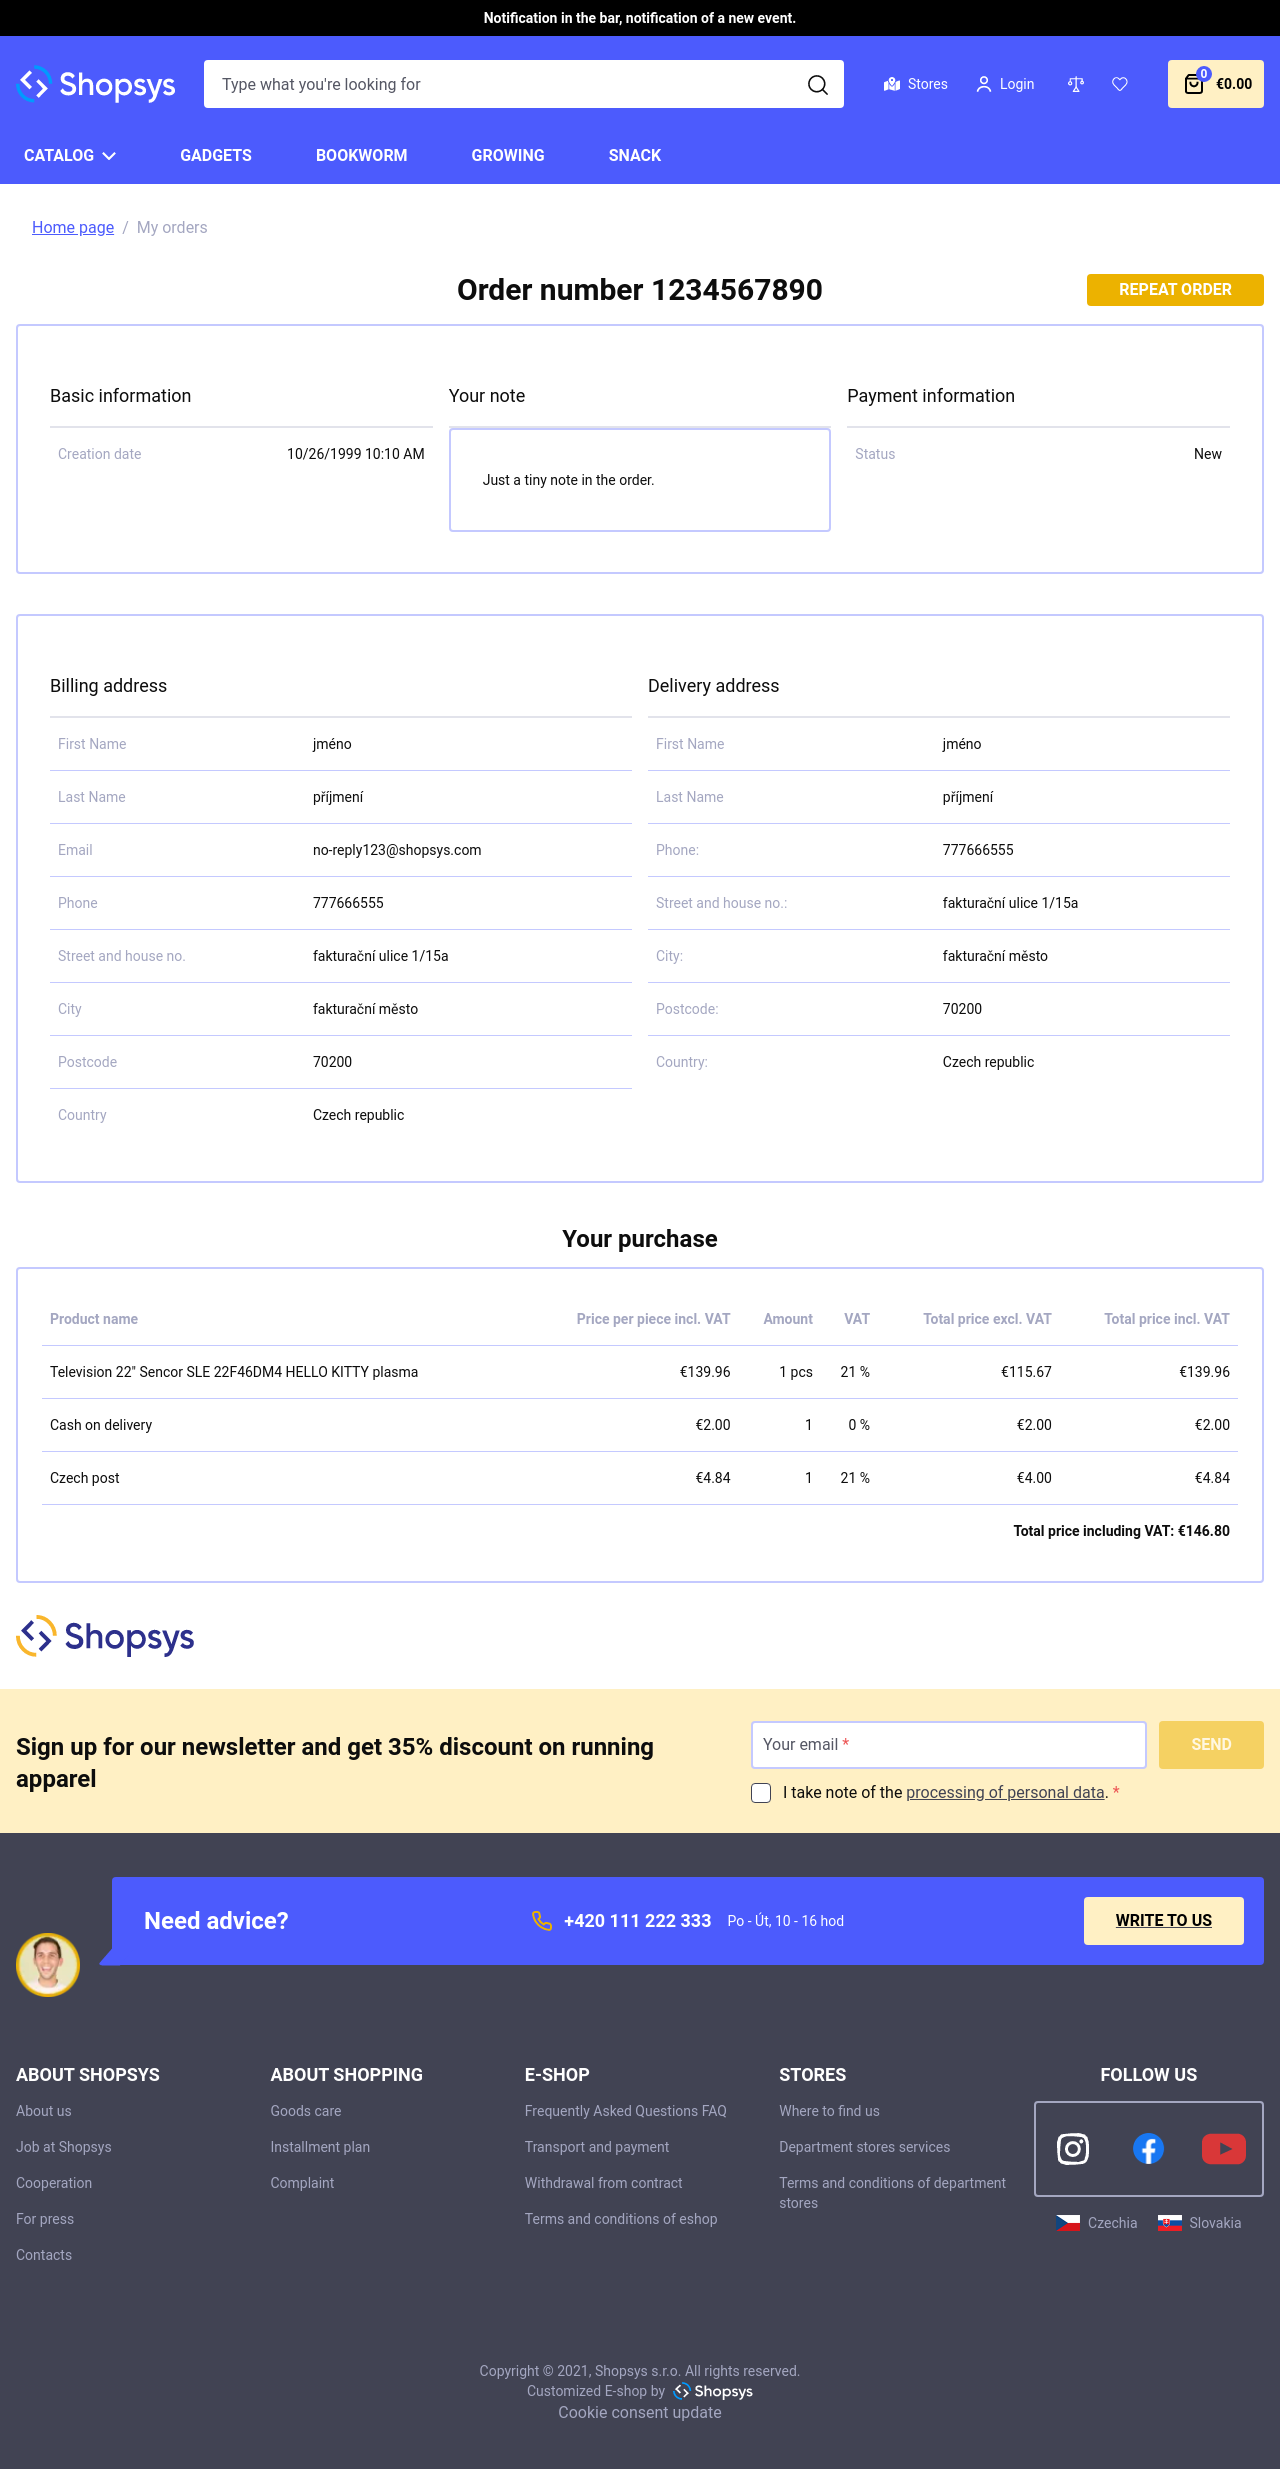 Notification in the bar, notification of a new event.
Shopsys
Type what you're looking for
Stores
Login
0
€0.00
CATALOG
GADGETS
BOOKWORM
GROWING
SNACK
Home page / My orders
Order number 1234567890
REPEAT ORDER
Basic information
Creation date 10/26/1999 10:10 AM
Your note
Just a tiny note in the order.
Payment information
Status New
Billing address
First Name jméno
Last Name příjmení
Email no-reply123@shopsys.com
Phone 777666555
Street and house no. fakturační ulice 1/15a
City fakturační město
Postcode 70200
Country Czech republic
Delivery address
First Name jméno
Last Name příjmení
Phone: 777666555
Street and house no.: fakturační ulice 1/15a
City: fakturační město
Postcode: 70200
Country: Czech republic
Your purchase
Product name Price per piece incl. VAT Amount VAT Total price excl. VAT Total price incl. VAT
Television 22" Sencor SLE 22F46DM4 HELLO KITTY plasma €139.96 1 pcs 21 % €115.67 €139.96
Cash on delivery €2.00 1 0 % €2.00 €2.00
Czech post €4.84 1 21 % €4.00 €4.84
Total price including VAT: €146.80
Shopsys
Sign up for our newsletter and get 35% discount on running
apparel
Your email *
SEND
I take note of the processing of personal data. *
Need advice?
+420 111 222 333
Po - Út, 10 - 16 hod
WRITE TO US
ABOUT SHOPSYS
About us
Job at Shopsys
Cooperation
For press
Contacts
ABOUT SHOPPING
Goods care
Installment plan
Complaint
E-SHOP
Frequently Asked Questions FAQ
Transport and payment
Withdrawal from contract
Terms and conditions of eshop
STORES
Where to find us
Department stores services
Terms and conditions of department
stores
FOLLOW US
Czechia
Slovakia
Copyright © 2021, Shopsys s.r.o. All rights reserved.
Customized E-shop by Shopsys
Cookie consent update